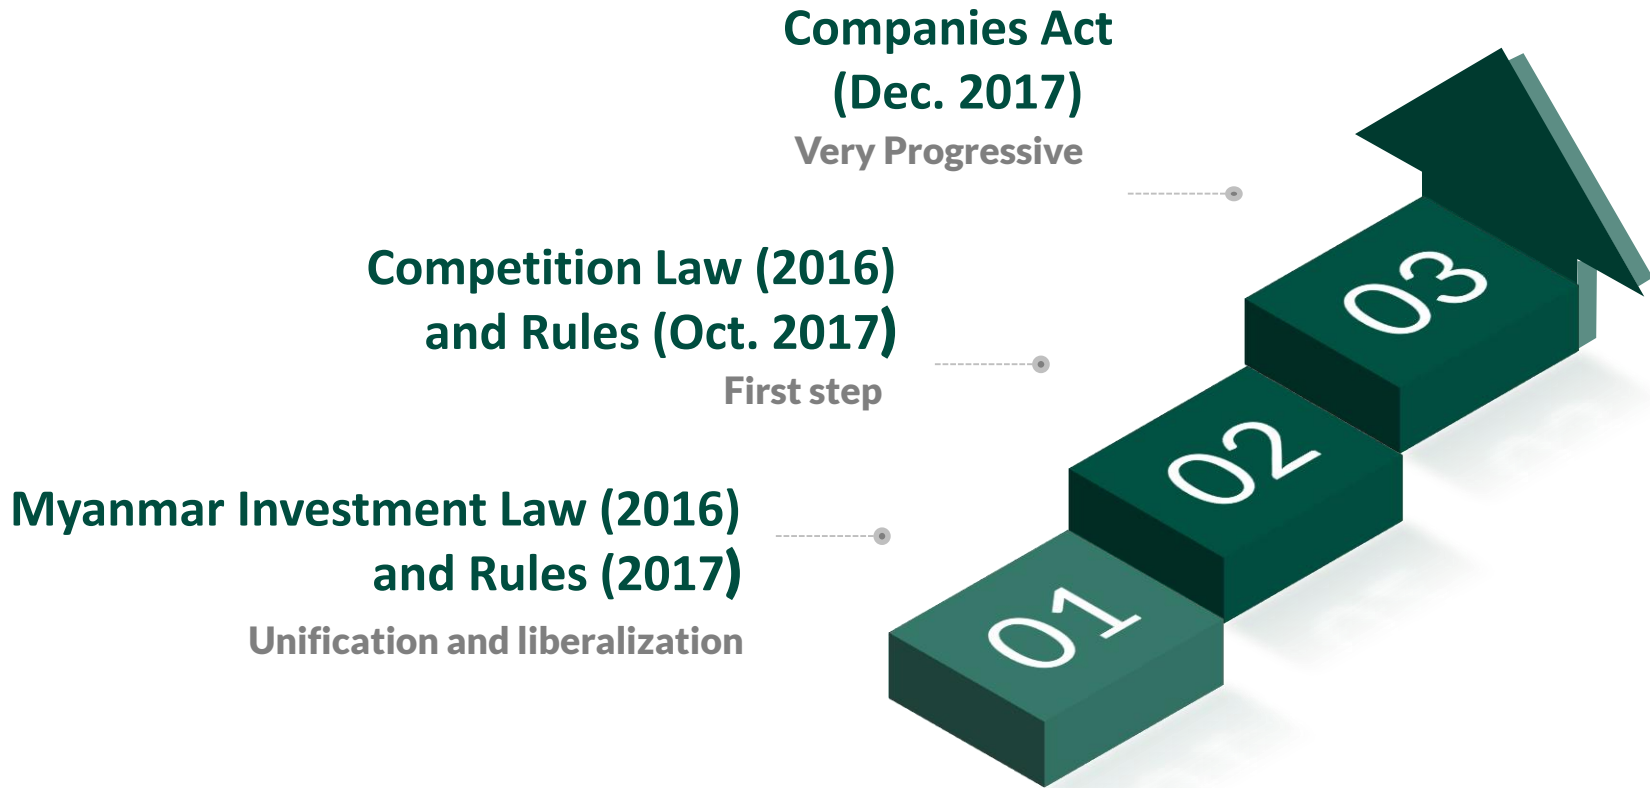 Companies Act
(Dec. 2017)
Very Progressive
03
Competition Law (2016)
and Rules (Oct. 2017)
First step
02
Myanmar Investment Law (2016)
and Rules (2017)
Unification and liberalization
01